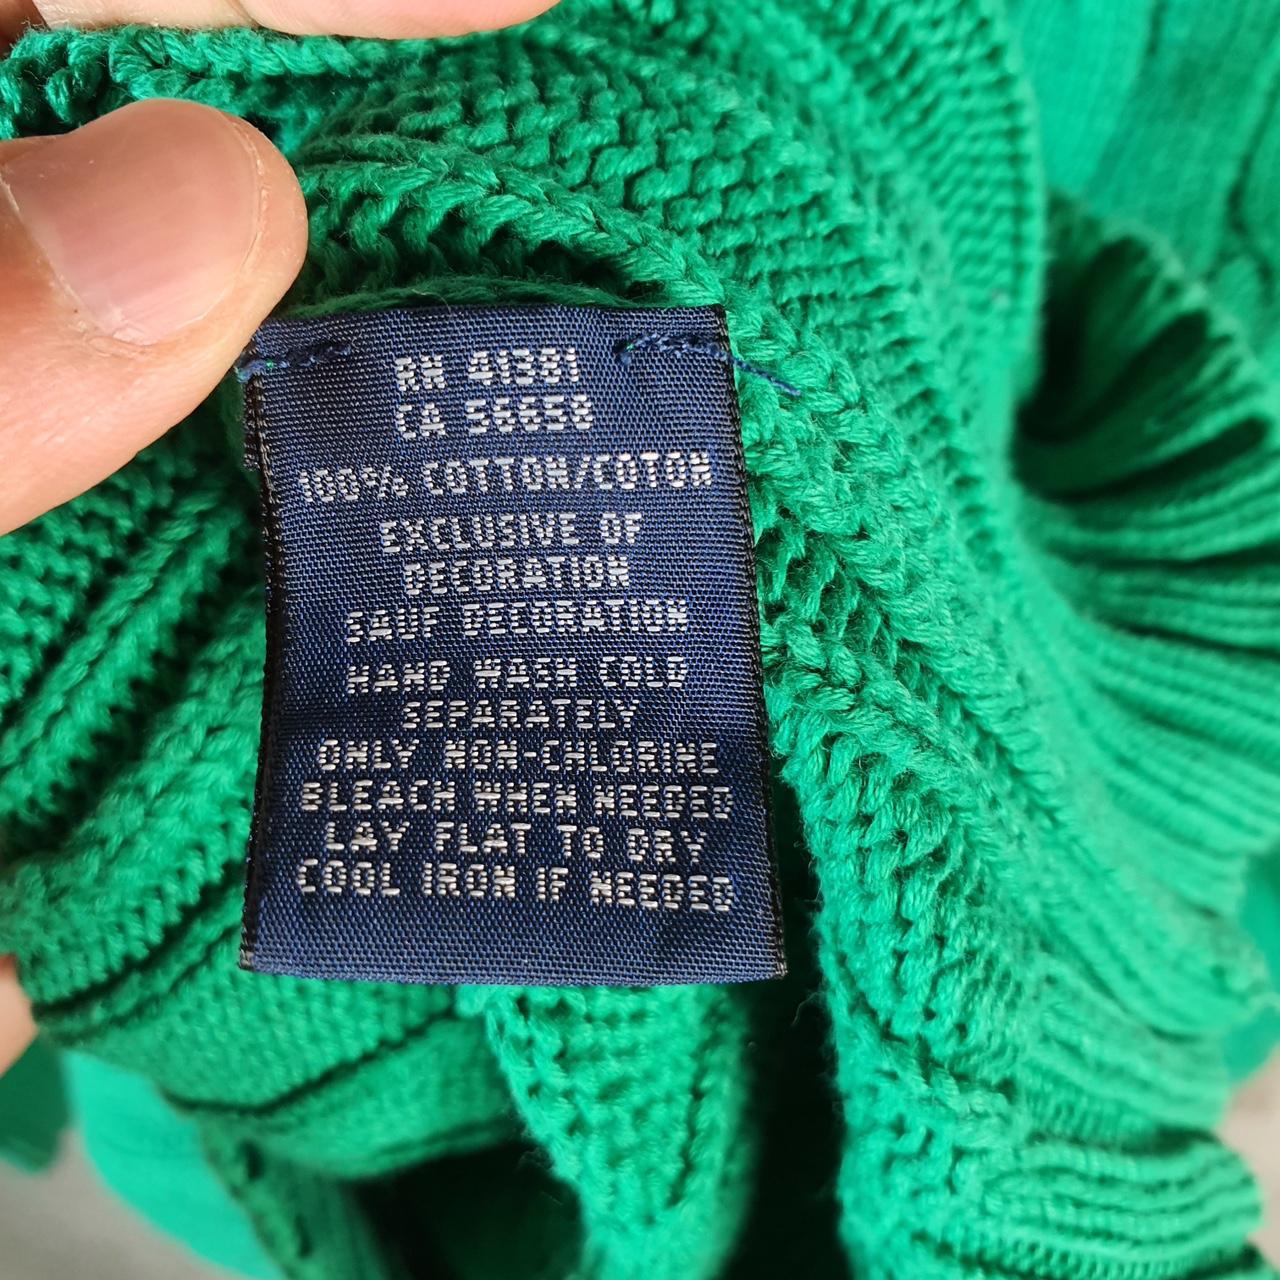 RN 41381
CA 56658
100% COTTON/COTON
EXCLUSIVE OF
DECORATION
SAUF DECORATION
HAND WASH COLD
SEPARATELY
ONLY NON-CHLORINE
BLEACH WHEN NEEDED
LAY FLAT TO DRY
COOL IRON IF NEEDED